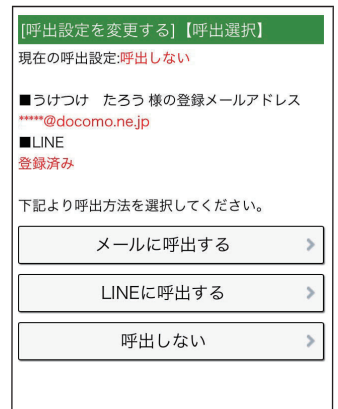 [呼出設定を変更する]【呼出選択】
現在の呼出設定:呼出しない
■うけつけ　たろう 様の登録メールアドレス
*****@docomo.ne.jp
■LINE
登録済み
下記より呼出方法を選択してください。
メールに呼出する
LINEに呼出する
呼出しない